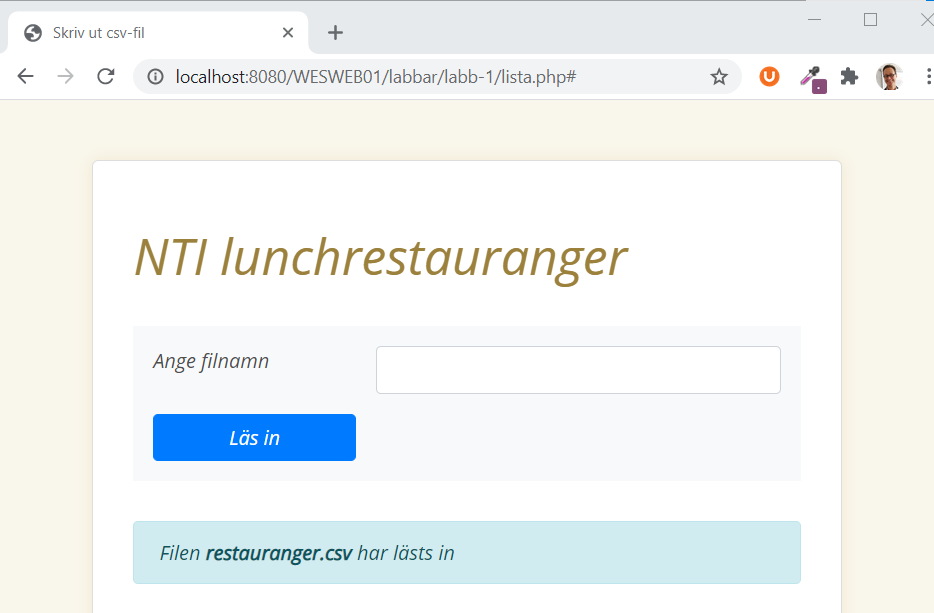 Skriv ut csv-fil
localhost:8080/WESWEB01/labbar/labb-1/lista.php#
NTI lunchrestauranger
Ange filnamn
Läs in
Filen restauranger.csv har lästs in